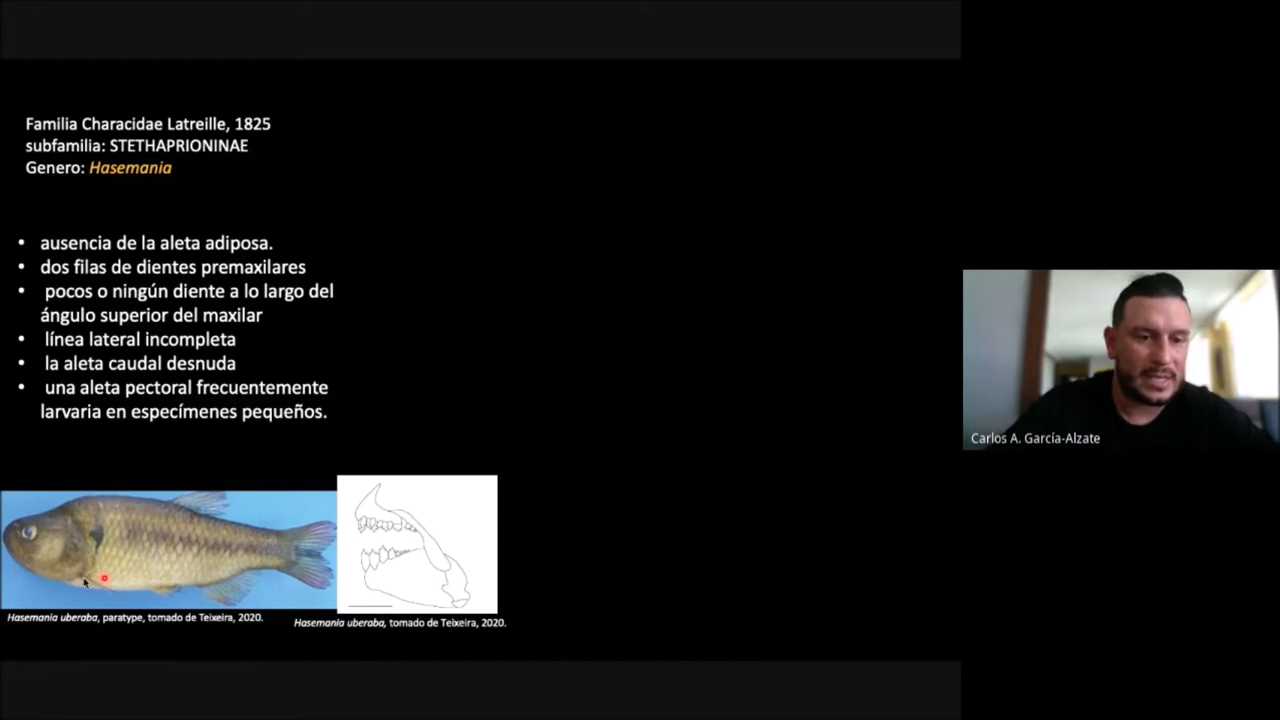 Familia Characidae Latreille, 1825
subfamilia: STETHAPRIONINAE
Genero: Hasemania
• ausencia de la aleta adiposa.
• dos filas de dientes premaxilares
• pocos o ningún diente a lo largo del
ángulo superior del maxilar
• línea lateral incompleta
• la aleta caudal desnuda
• una aleta pectoral frecuentemente
larvaria en especímenes pequeños.
Hasemania uberaba, paratype, tomado de Teixeira, 2020.
Hasemania uberaba, tomado de Teixeira, 2020.
Carlos A. García-Alzate